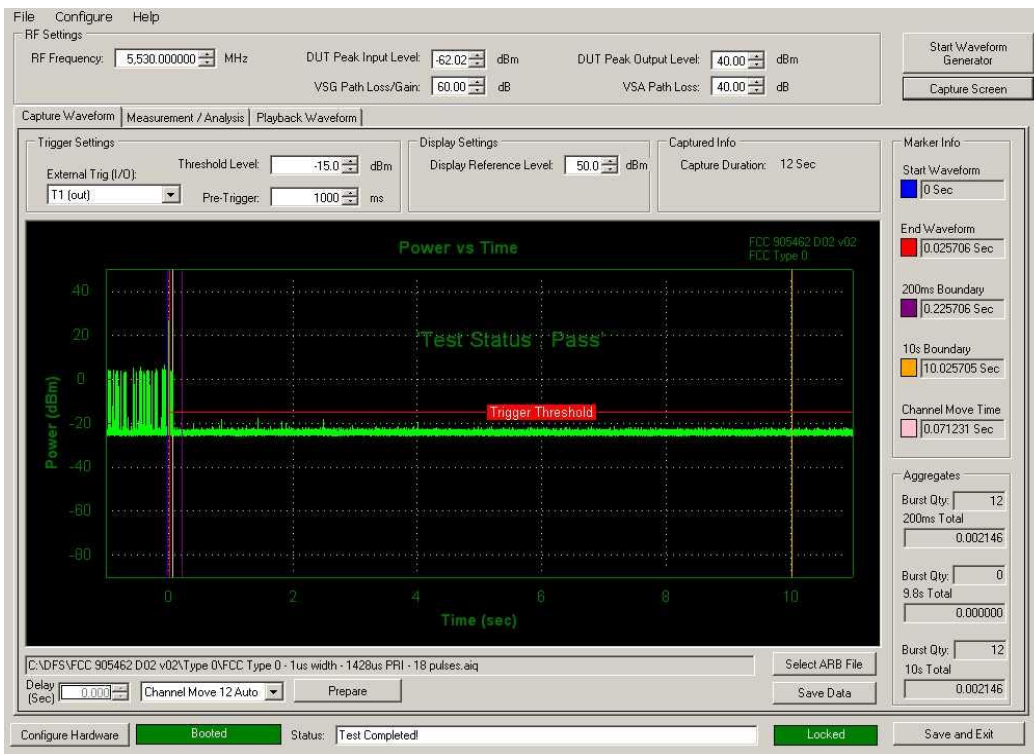 File Configure Help
RF Settings
RF Frequency: 5,530.000000 MHz
DUT Peak Input Level: -62.02 dBm
DUT Peak Output Level: 40.00 dBm
VSG Path Loss/Gain: 60.00 dB
VSA Path Loss: 40.00 dB
Start Waveform Generator
Capture Screen
Capture Waveform Measurement / Analysis Playback Waveform
Trigger Settings
External Trig (I/O):
T1 (out)
Threshold Level: -15.0 dBm
Pre-Trigger: 1000 ms
Display Settings
Display Reference Level: 50.0 dBm
Captured Info
Capture Duration: 12 Sec
Marker Info
Start Waveform
0 Sec
End Waveform
0.025706 Sec
200ms Boundary
0.225706 Sec
10s Boundary
10.025705 Sec
Channel Move Time
0.071231 Sec
Power vs Time
FCC 905462 D02 v02
FCC Type 0
"Test Status : Pass"
Trigger Threshold
Power (dBm)
40
20
0
-20
-40
-60
-80
0 2 4 6 8 10
Time (sec)
Aggregates
Burst Qty: 12
200ms Total
0.002146
Burst Qty: 0
9.8s Total
0.000000
Burst Qty: 12
10s Total
0.002146
C:\DFS\FCC 905462 D02 v02\Type 0\FCC Type 0 - 1us width - 1428us PRI - 18 pulses.aiq
Select ARB File
Delay (Sec) 0.000
Channel Move 12 Auto
Prepare
Save Data
Configure Hardware
Booted
Status: Test Completed!
Locked
Save and Exit